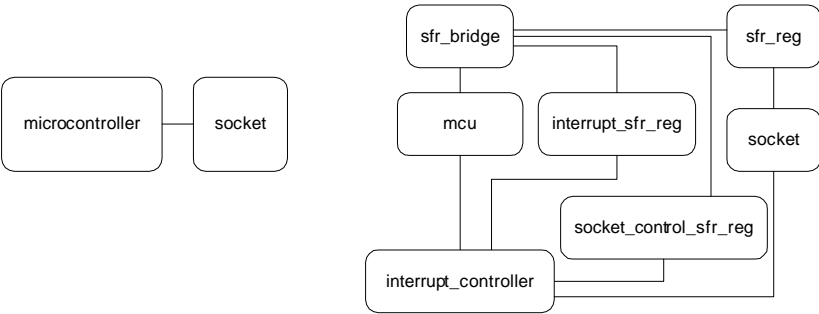 sfr_bridge
sfr_reg
microcontroller
socket
mcu
interrupt_sfr_reg
socket
socket_control_sfr_reg
interrupt_controller